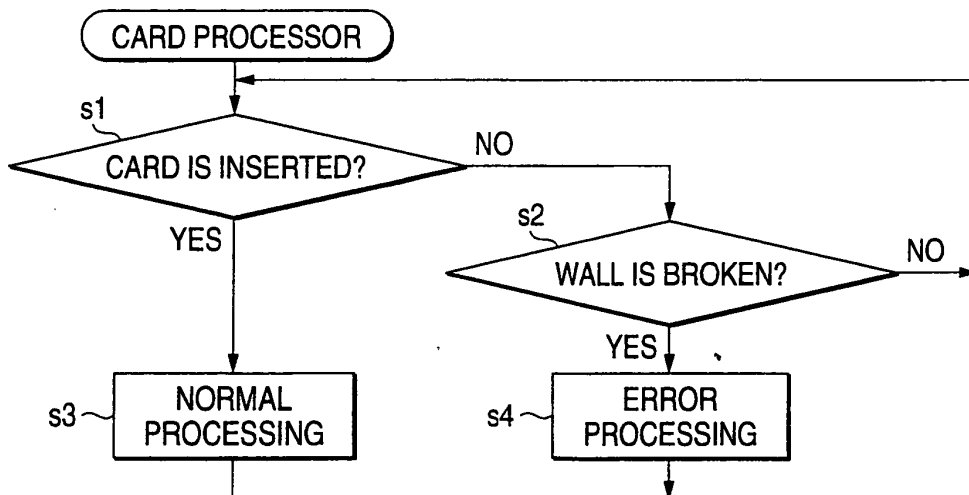 CARD PROCESSOR
s1
CARD IS INSERTED?
NO
YES
s2
WALL IS BROKEN?
NO
YES
s3
NORMAL
PROCESSING
s4
ERROR
PROCESSING